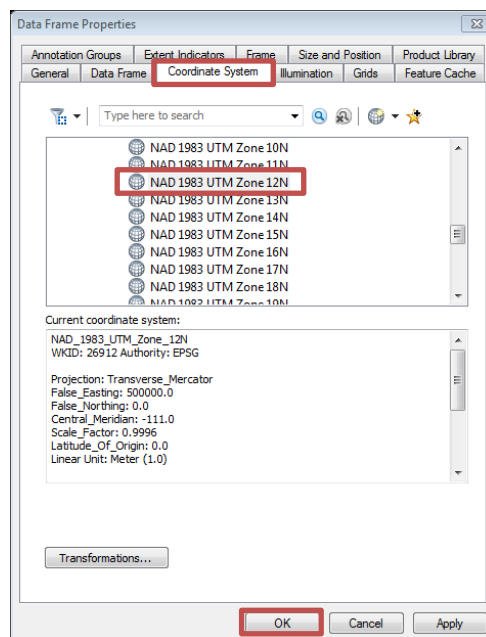 Data Frame Properties
Annotation Groups Extent Indicators Frame Size and Position Product Library
General Data Frame Coordinate System Illumination Grids Feature Cache
Type here to search
NAD 1983 UTM Zone 10N
NAD 1983 UTM Zone 11N
NAD 1983 UTM Zone 12N
NAD 1983 UTM Zone 13N
NAD 1983 UTM Zone 14N
NAD 1983 UTM Zone 15N
NAD 1983 UTM Zone 16N
NAD 1983 UTM Zone 17N
NAD 1983 UTM Zone 18N
NAD 1983 UTM Zone 19N
Current coordinate system:
NAD_1983_UTM_Zone_12N
WKID: 26912 Authority: EPSG
Projection: Transverse_Mercator
False_Easting: 500000.0
False_Northing: 0.0
Central_Meridian: -111.0
Scale_Factor: 0.9996
Latitude_Of_Origin: 0.0
Linear Unit: Meter (1.0)
Transformations...
OK Cancel Apply